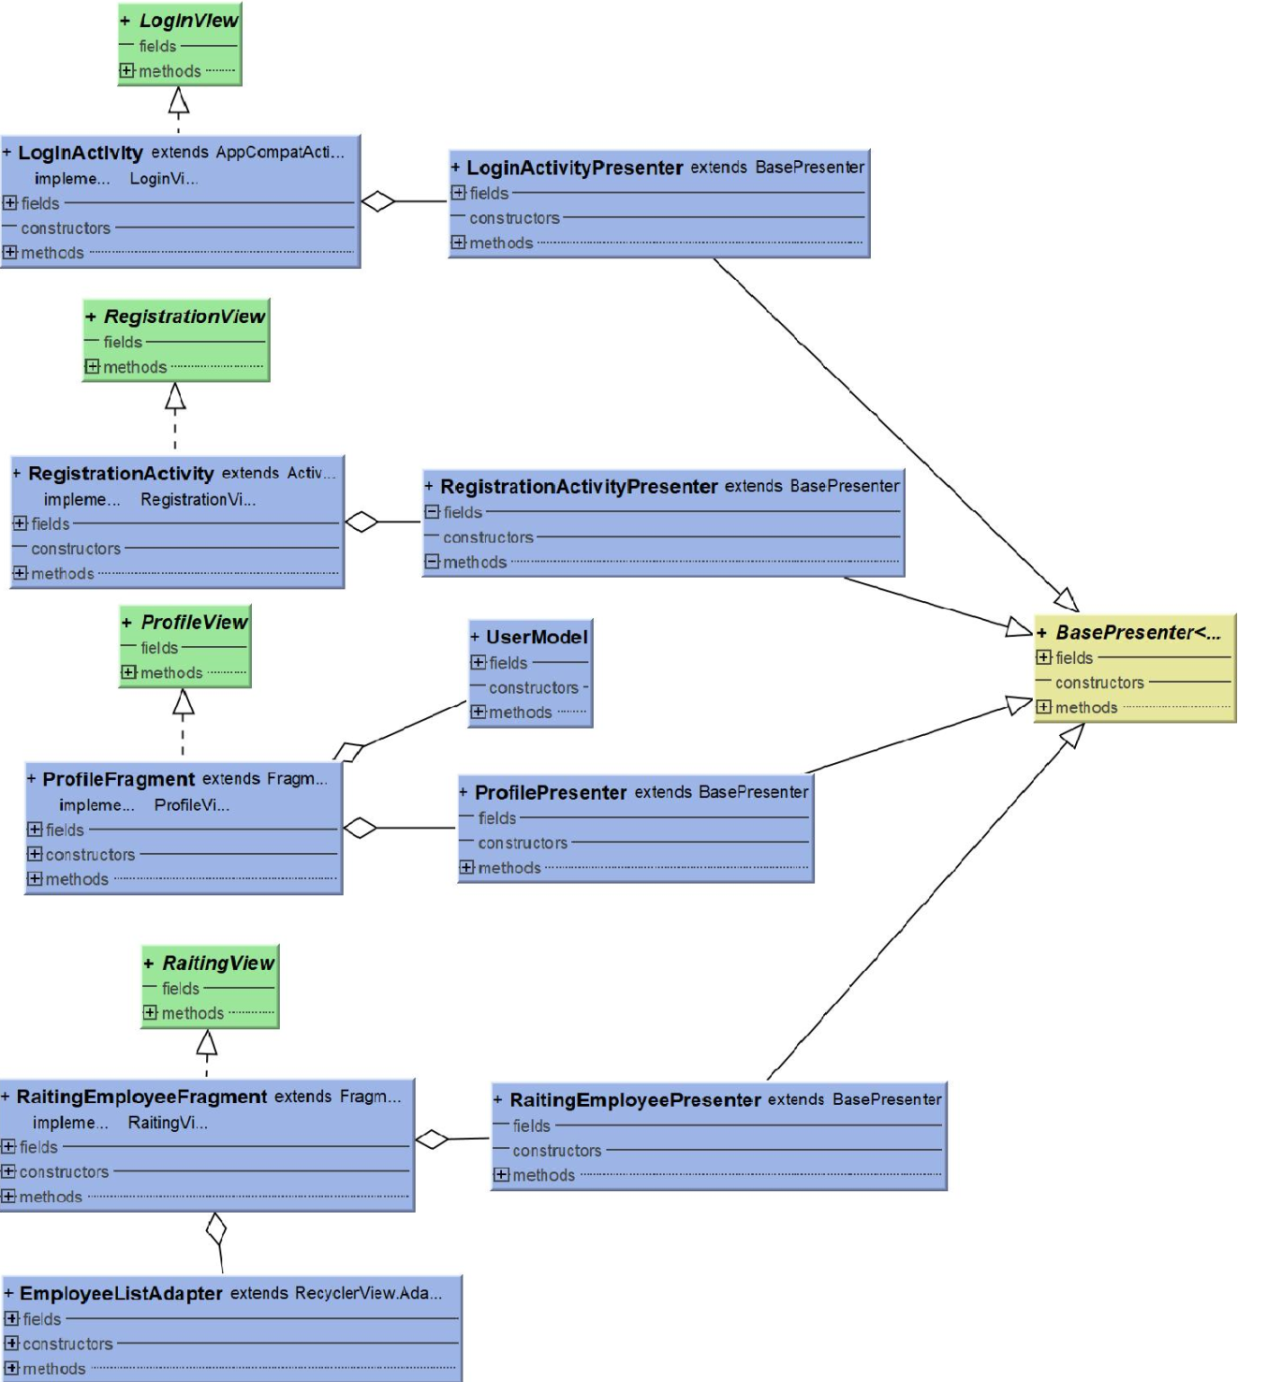 + LoginView
fields
methods
+ LoginActivity extends AppCompatActi...
impleme... LoginVi...
fields
constructors
methods
+ LoginActivityPresenter extends BasePresenter
fields
constructors
methods
+ RegistrationView
fields
methods
+ RegistrationActivity extends Activ...
impleme... RegistrationVi...
fields
constructors
methods
+ RegistrationActivityPresenter extends BasePresenter
fields
constructors
methods
+ ProfileView
fields
methods
+ UserModel
fields
constructors
methods
+ BasePresenter<...
fields
constructors
methods
+ ProfileFragment extends Fragm...
impleme... ProfileVi...
fields
constructors
methods
+ ProfilePresenter extends BasePresenter
fields
constructors
methods
+ RaitingView
fields
methods
+ RaitingEmployeeFragment extends Fragm...
impleme... RaitingVi...
fields
constructors
methods
+ RaitingEmployeePresenter extends BasePresenter
fields
constructors
methods
+ EmployeeListAdapter extends RecyclerView.Ada...
fields
constructors
methods